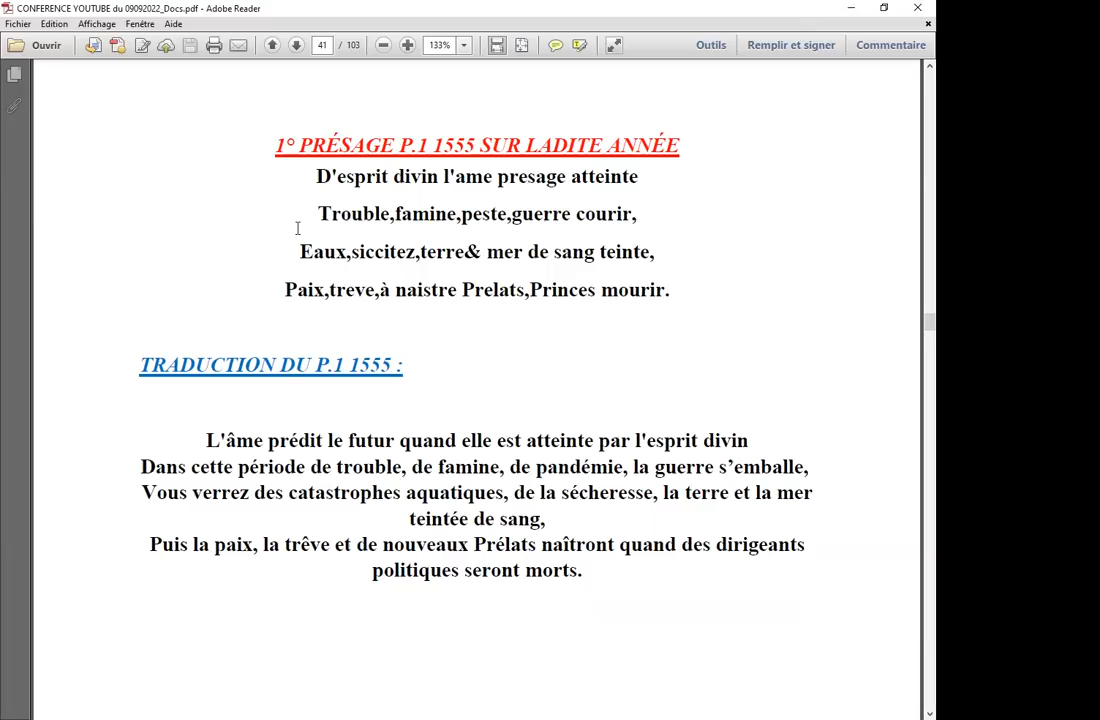 CONFERENCE YOUTUBE du 09092022_Docs.pdf - Adobe Reader
Fichier Edition Affichage Fenêtre Aide
Ouvrir 41 / 103 133% Outils Remplir et signer Commentaire
1° PRÉSAGE P.1 1555 SUR LADITE ANNÉE
D'esprit divin l'ame presage atteinte
Trouble,famine,peste,guerre courir,
Eaux,siccitez,terre& mer de sang teinte,
Paix,treve,à naistre Prelats,Princes mourir.
TRADUCTION DU P.1 1555 :
L'âme prédit le futur quand elle est atteinte par l'esprit divin
Dans cette période de trouble, de famine, de pandémie, la guerre s’emballe,
Vous verrez des catastrophes aquatiques, de la sécheresse, la terre et la mer
teintée de sang,
Puis la paix, la trêve et de nouveaux Prélats naîtront quand des dirigeants
politiques seront morts.